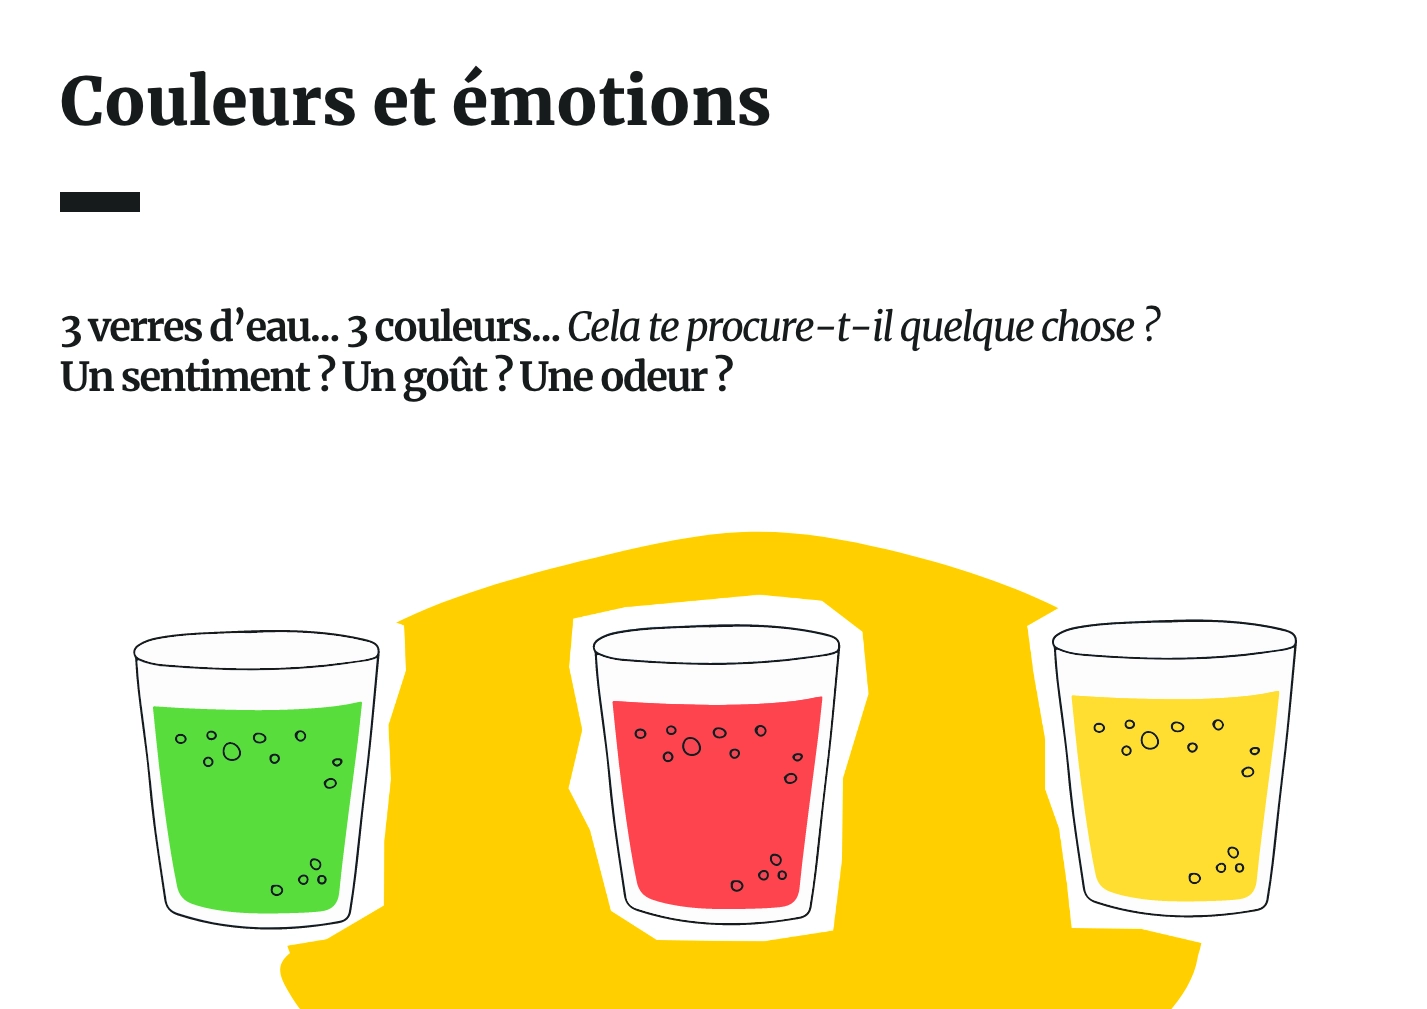 Couleurs et émotions
3 verres d’eau... 3 couleurs... Cela te procure-t-il quelque chose ?
Un sentiment ? Un goût ? Une odeur ?